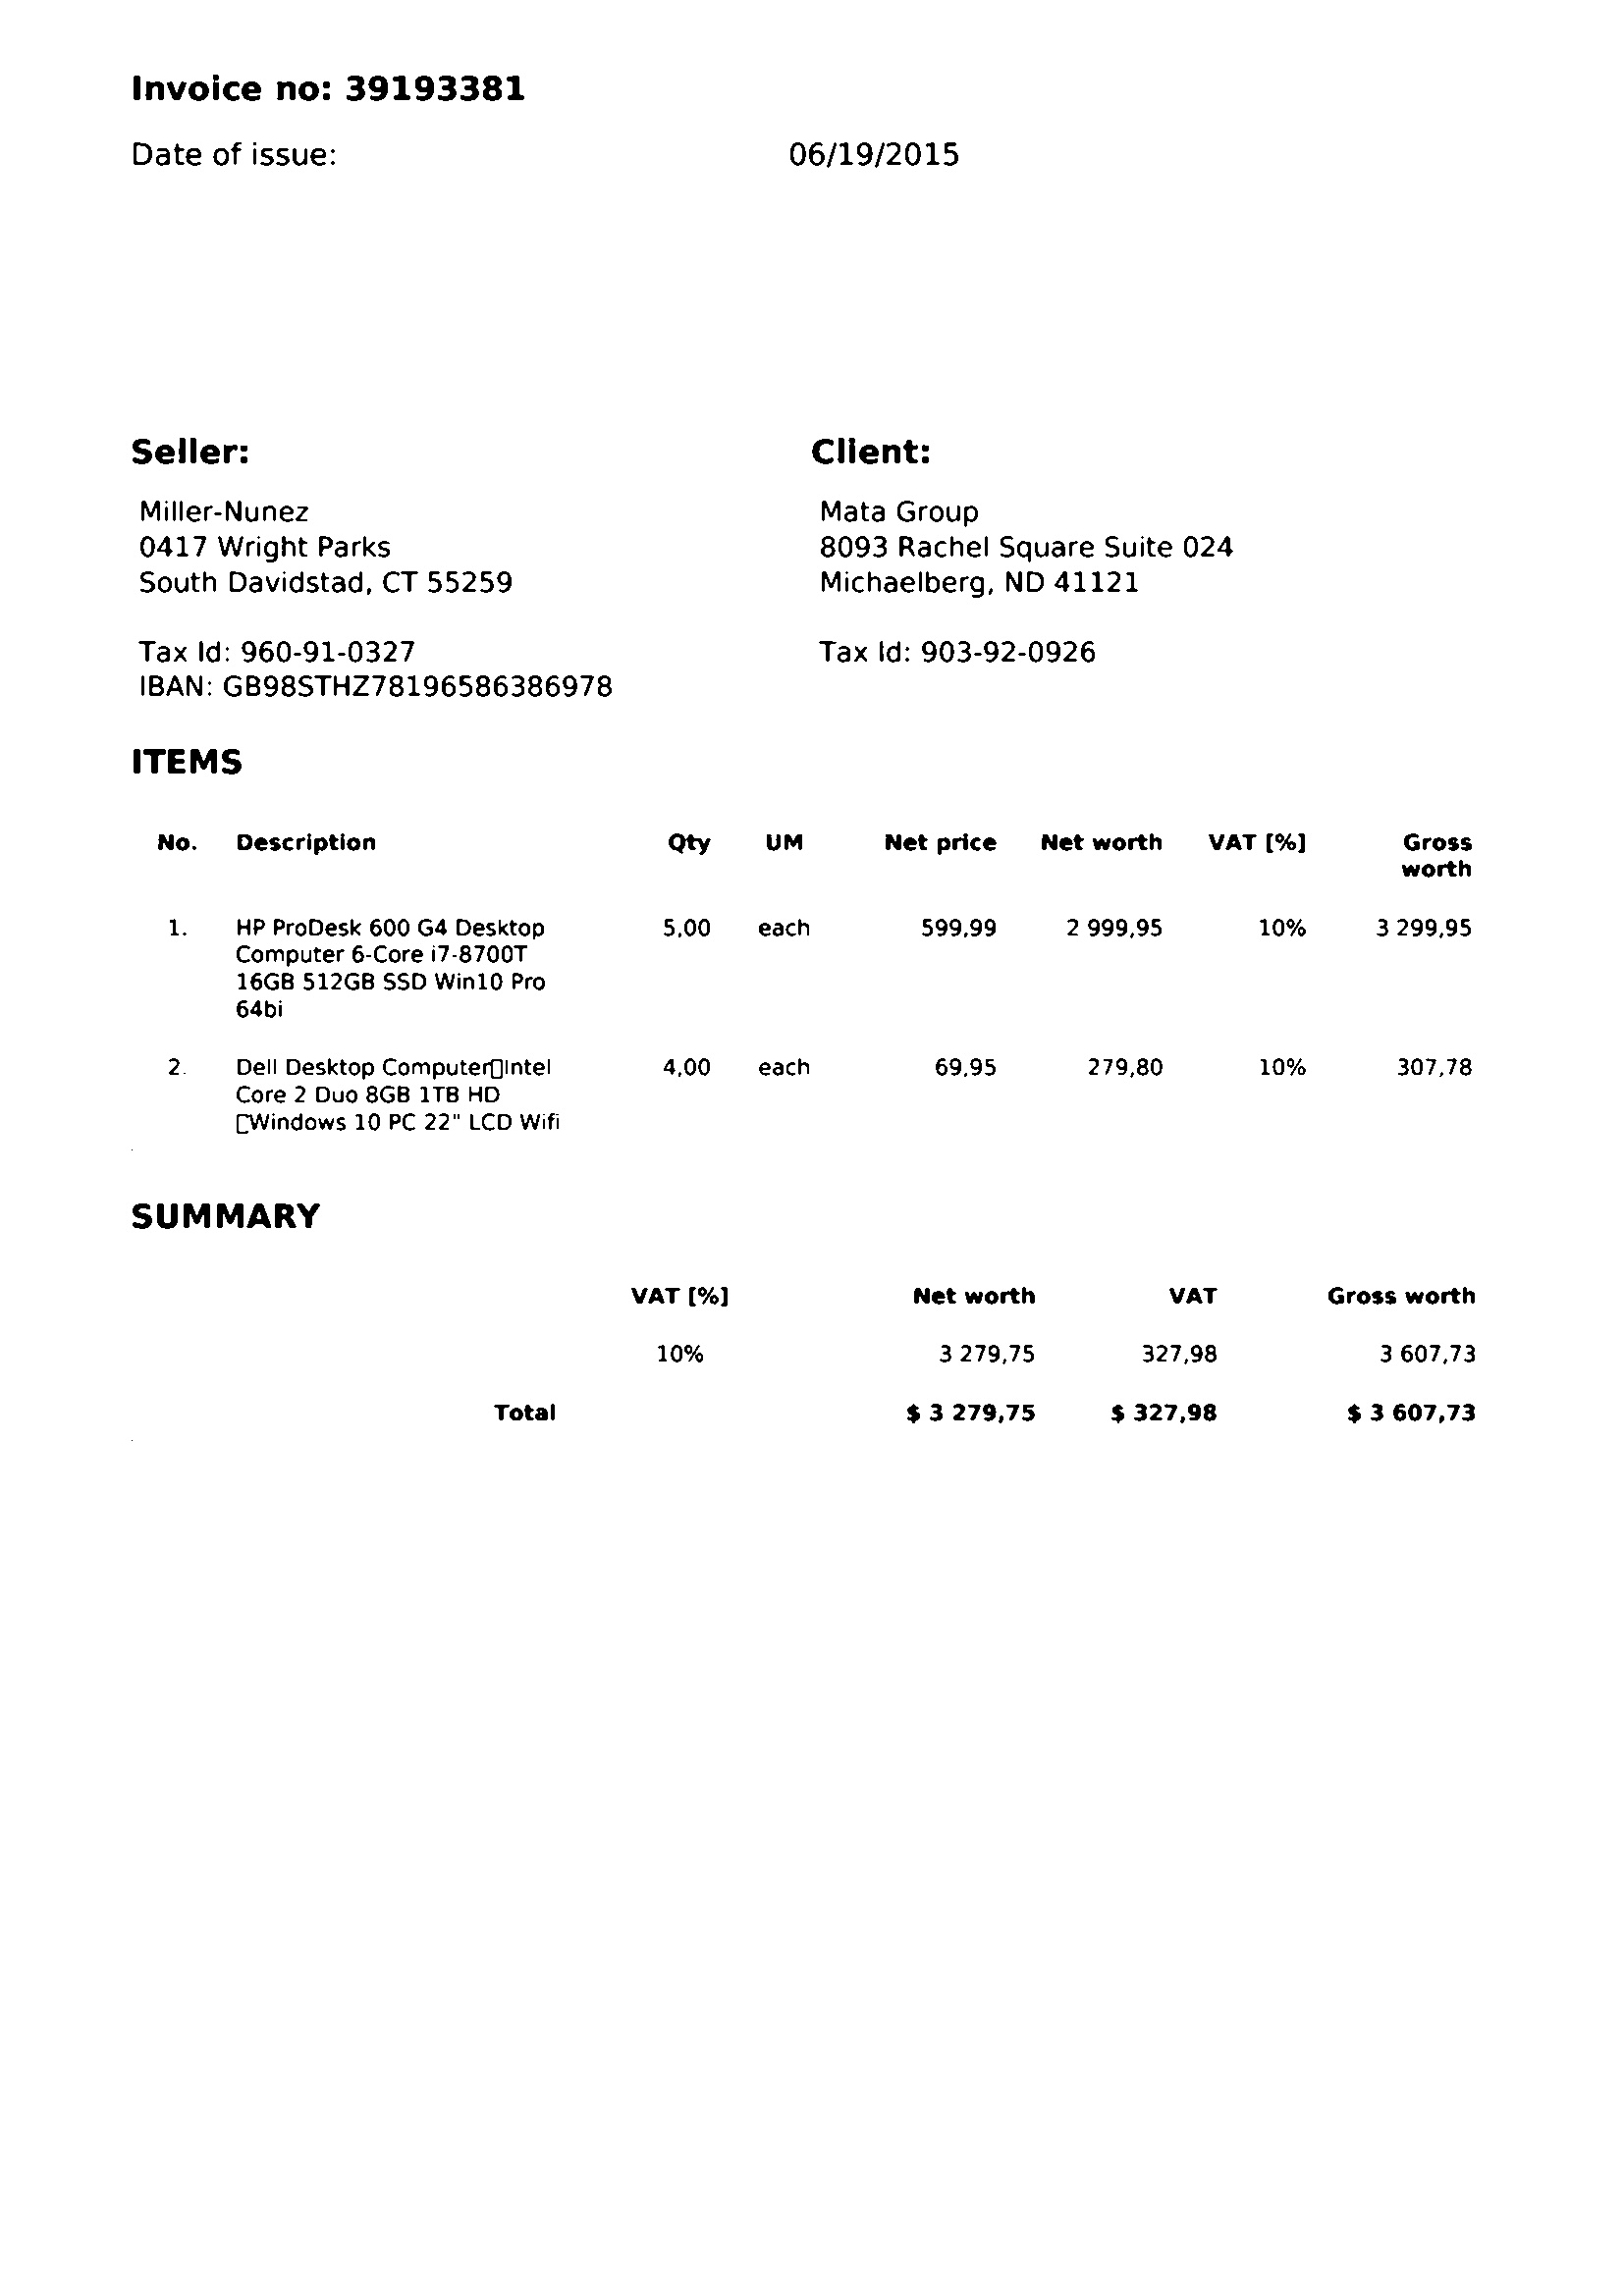 Invoice no: 39193381
Date of issue: 06/19/2015
Seller:
Miller-Nunez
0417 Wright Parks
South Davidstad, CT 55259
Tax Id: 960-91-0327
IBAN: GB98STHZ78196586386978
Client:
Mata Group
8093 Rachel Square Suite 024
Michaelberg, ND 41121
Tax Id: 903-92-0926
ITEMS
No. Description Qty UM Net price Net worth VAT [%] Gross
worth
1. HP ProDesk 600 G4 Desktop 5,00 each 599,99 2 999,95 10% 3 299,95
Computer 6-Core i7-8700T
16GB 512GB SSD Win10 Pro
64bi
2. Dell Desktop Computer▯Intel 4,00 each 69,95 279,80 10% 307,78
Core 2 Duo 8GB 1TB HD
▯Windows 10 PC 22" LCD Wifi
SUMMARY
VAT [%] Net worth VAT Gross worth
10% 3 279,75 327,98 3 607,73
Total $ 3 279,75 $ 327,98 $ 3 607,73